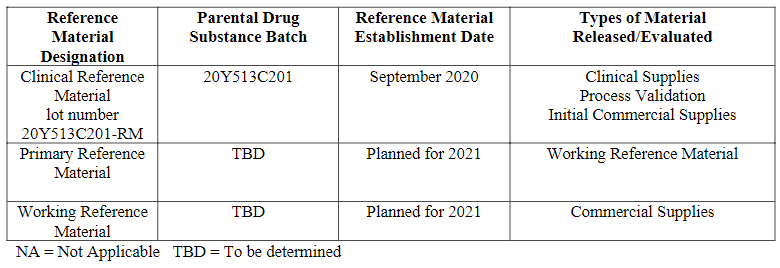 Reference Material Designation | Parental Drug Substance Batch | Reference Material Establishment Date | Types of Material Released/Evaluated
Clinical Reference Material lot number 20Y513C201-RM | 20Y513C201 | September 2020 | Clinical Supplies Process Validation Initial Commercial Supplies
Primary Reference Material | TBD | Planned for 2021 | Working Reference Material
Working Reference Material | TBD | Planned for 2021 | Commercial Supplies
NA = Not Applicable TBD = To be determined